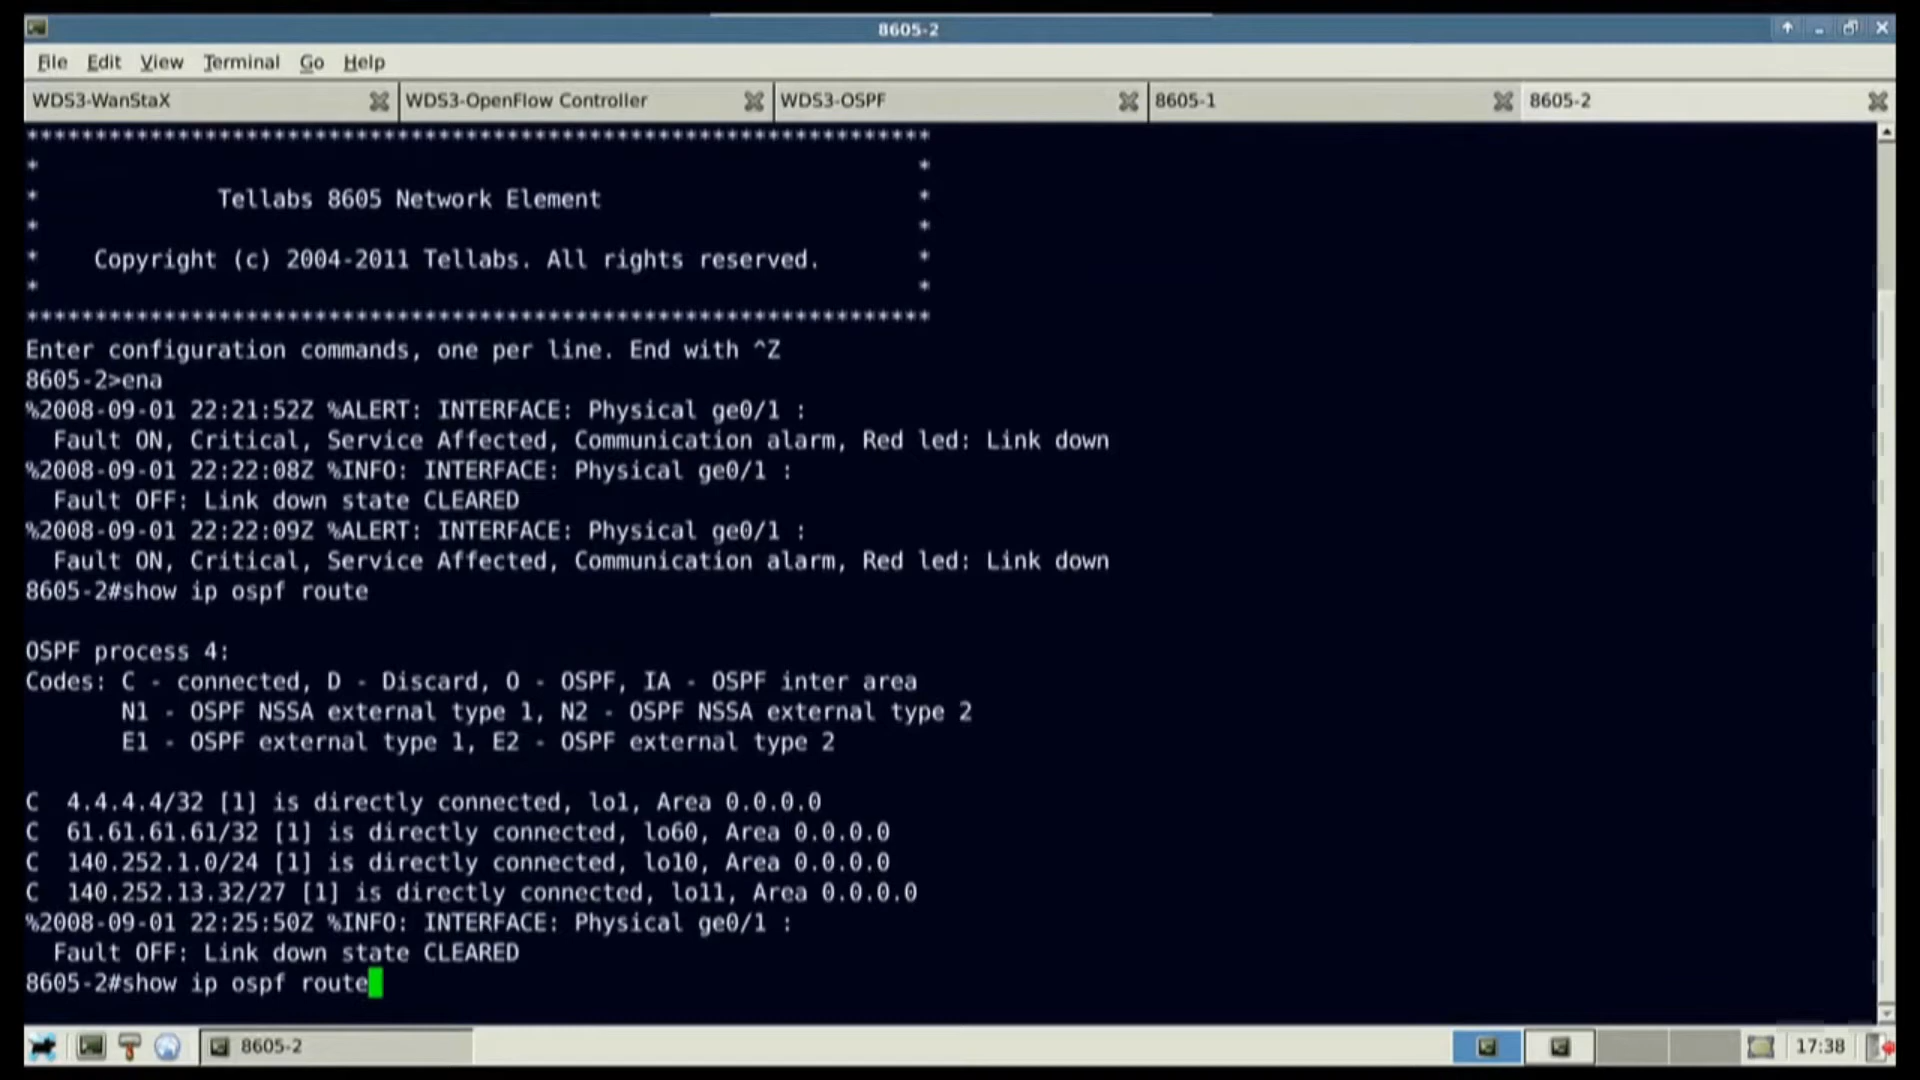 8605-2
File Edit View Terminal Go Help
WDS3-WanStaX WDS3-OpenFlow Controller WDS3-OSPF 8605-1 8605-2
******************************************************************
* *
* Tellabs 8605 Network Element *
* *
* Copyright (c) 2004-2011 Tellabs. All rights reserved. *
* *
******************************************************************
Enter configuration commands, one per line. End with ^Z
8605-2>ena
%2008-09-01 22:21:52Z %ALERT: INTERFACE: Physical ge0/1 :
Fault ON, Critical, Service Affected, Communication alarm, Red led: Link down
%2008-09-01 22:22:08Z %INFO: INTERFACE: Physical ge0/1 :
Fault OFF: Link down state CLEARED
%2008-09-01 22:22:09Z %ALERT: INTERFACE: Physical ge0/1 :
Fault ON, Critical, Service Affected, Communication alarm, Red led: Link down
8605-2#show ip ospf route
OSPF process 4:
Codes: C - connected, D - Discard, O - OSPF, IA - OSPF inter area
N1 - OSPF NSSA external type 1, N2 - OSPF NSSA external type 2
E1 - OSPF external type 1, E2 - OSPF external type 2
C 4.4.4.4/32 [1] is directly connected, lo1, Area 0.0.0.0
C 61.61.61.61/32 [1] is directly connected, lo60, Area 0.0.0.0
C 140.252.1.0/24 [1] is directly connected, lo10, Area 0.0.0.0
C 140.252.13.32/27 [1] is directly connected, lo11, Area 0.0.0.0
%2008-09-01 22:25:50Z %INFO: INTERFACE: Physical ge0/1 :
Fault OFF: Link down state CLEARED
8605-2#show ip ospf route
8605-2 17:38